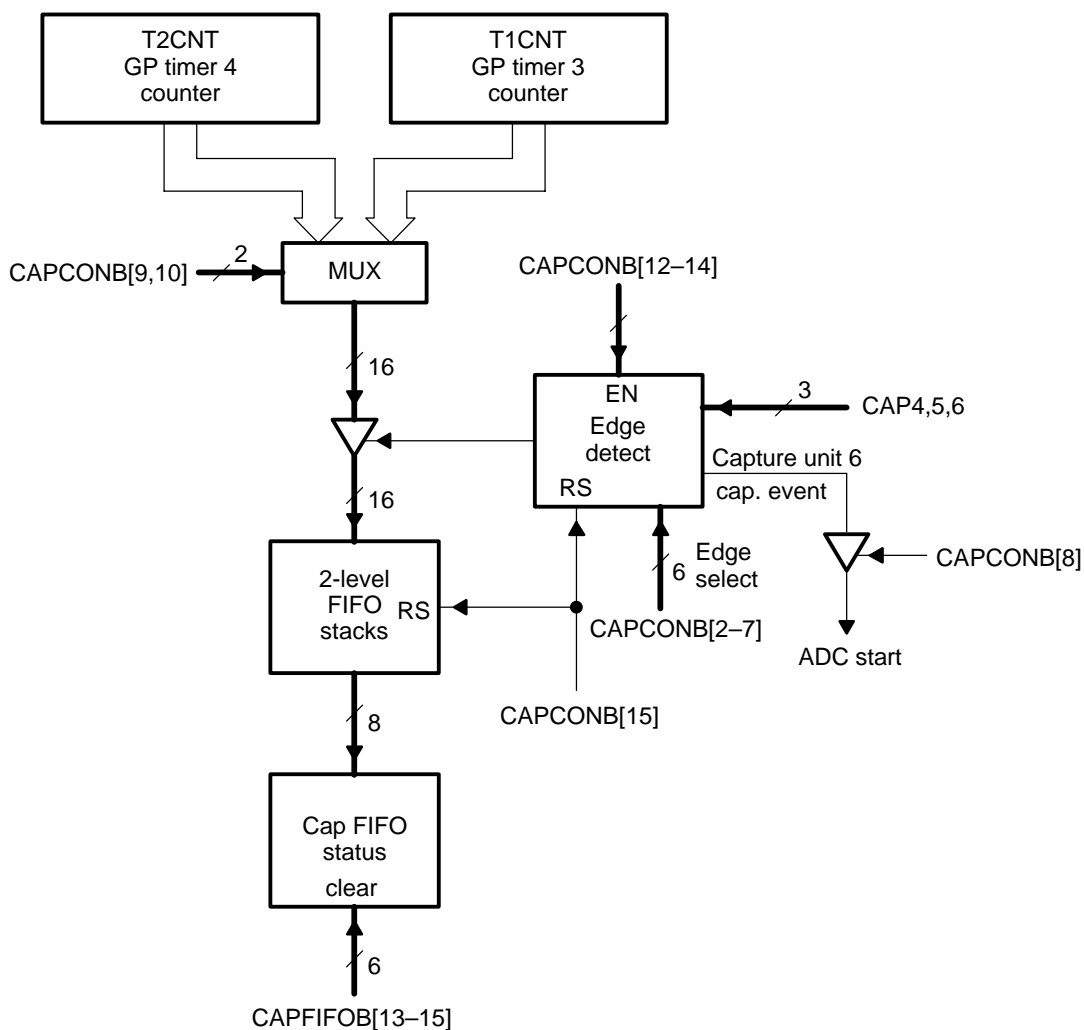 T2CNT
GP timer 4
counter
T1CNT
GP timer 3
counter
CAPCONB[9,10]
2
MUX
CAPCONB[12–14]
16
EN
Edge
detect
RS
3
CAP4,5,6
Capture unit 6
cap. event
16
2-level
FIFO
stacks
RS
6
Edge
select
CAPCONB[8]
CAPCONB[2–7]
ADC start
CAPCONB[15]
8
Cap FIFO
status
clear
6
CAPFIFOB[13–15]